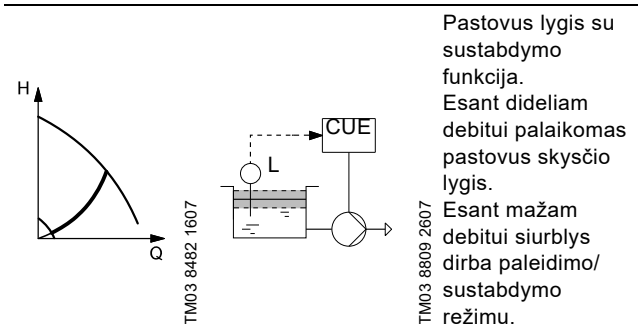 H
Q
TM03 8482 1607
CUE
L
TM03 8809 2607
Pastovus lygis su
sustabdymo
funkcija.
Esant dideliam
debitui palaikomas
pastovus skysčio
lygis.
Esant mažam
debitui siurblys
dirba paleidimo/
sustabdymo
režimu.